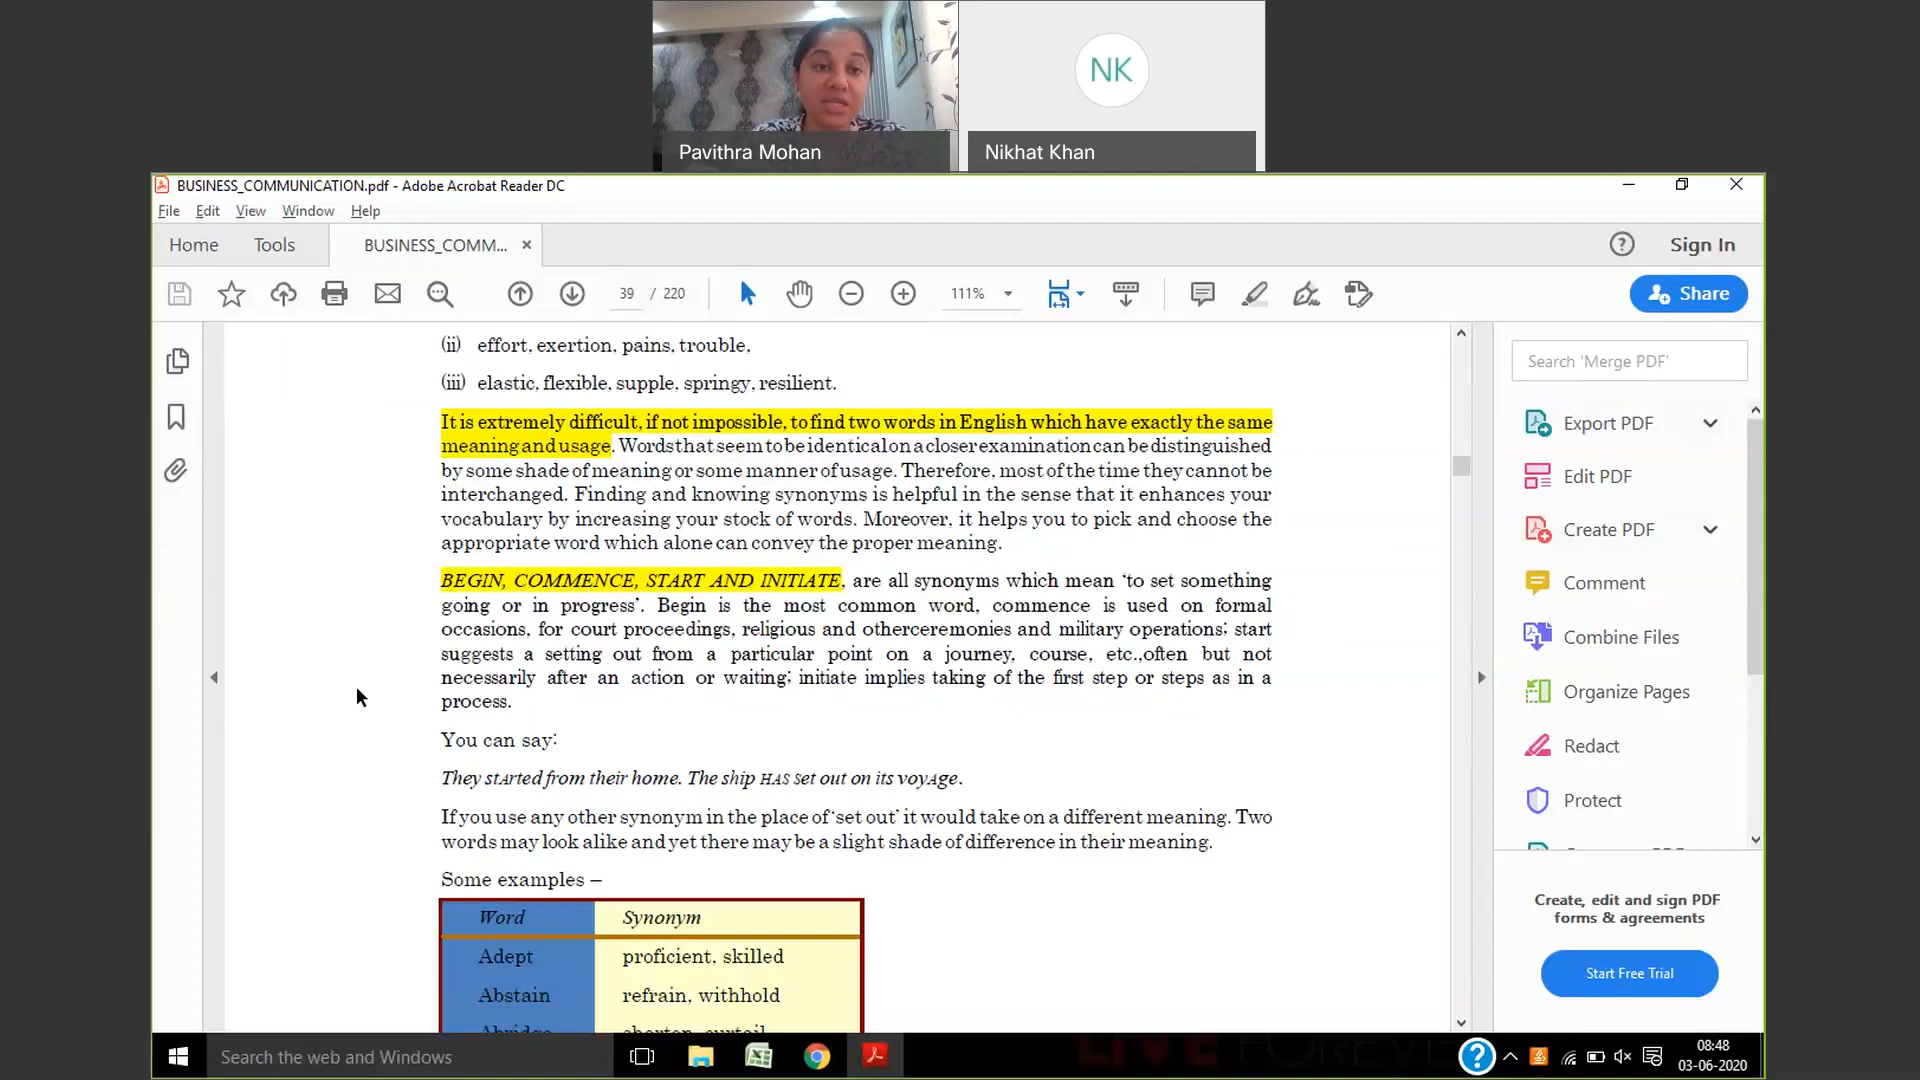 NK
Pavithra Mohan
Nikhat Khan
BUSINESS_COMMUNICATION.pdf - Adobe Acrobat Reader DC
File Edit View Window Help
Home Tools BUSINESS_COMM... × Sign In
39 / 220 111% Share
(ii) effort, exertion, pains, trouble,
(iii) elastic, flexible, supple, springy, resilient.
It is extremely difficult, if not impossible, to find two words in English which have exactly the same
meaning and usage. Words that seem to be identical on a closer examination can be distinguished
by some shade of meaning or some manner of usage. Therefore, most of the time they cannot be
interchanged. Finding and knowing synonyms is helpful in the sense that it enhances your
vocabulary by increasing your stock of words. Moreover, it helps you to pick and choose the
appropriate word which alone can convey the proper meaning.
BEGIN, COMMENCE, START AND INITIATE, are all synonyms which mean ‘to set something
going or in progress’. Begin is the most common word, commence is used on formal
occasions, for court proceedings, religious and otherceremonies and military operations; start
suggests a setting out from a particular point on a journey, course, etc.,often but not
necessarily after an action or waiting; initiate implies taking of the first step or steps as in a
process.
You can say:
They stArted from their home. The ship HAS set out on its voyAge.
If you use any other synonym in the place of ‘set out’ it would take on a different meaning. Two
words may look alike and yet there may be a slight shade of difference in their meaning.
Some examples –
Word Synonym
Adept proficient, skilled
Abstain refrain, withhold
Abridge shorten, curtail
Search 'Merge PDF'
Export PDF
Edit PDF
Create PDF
Comment
Combine Files
Organize Pages
Redact
Protect
Create, edit and sign PDF
forms & agreements
Start Free Trial
Search the web and Windows
08:48
03-06-2020